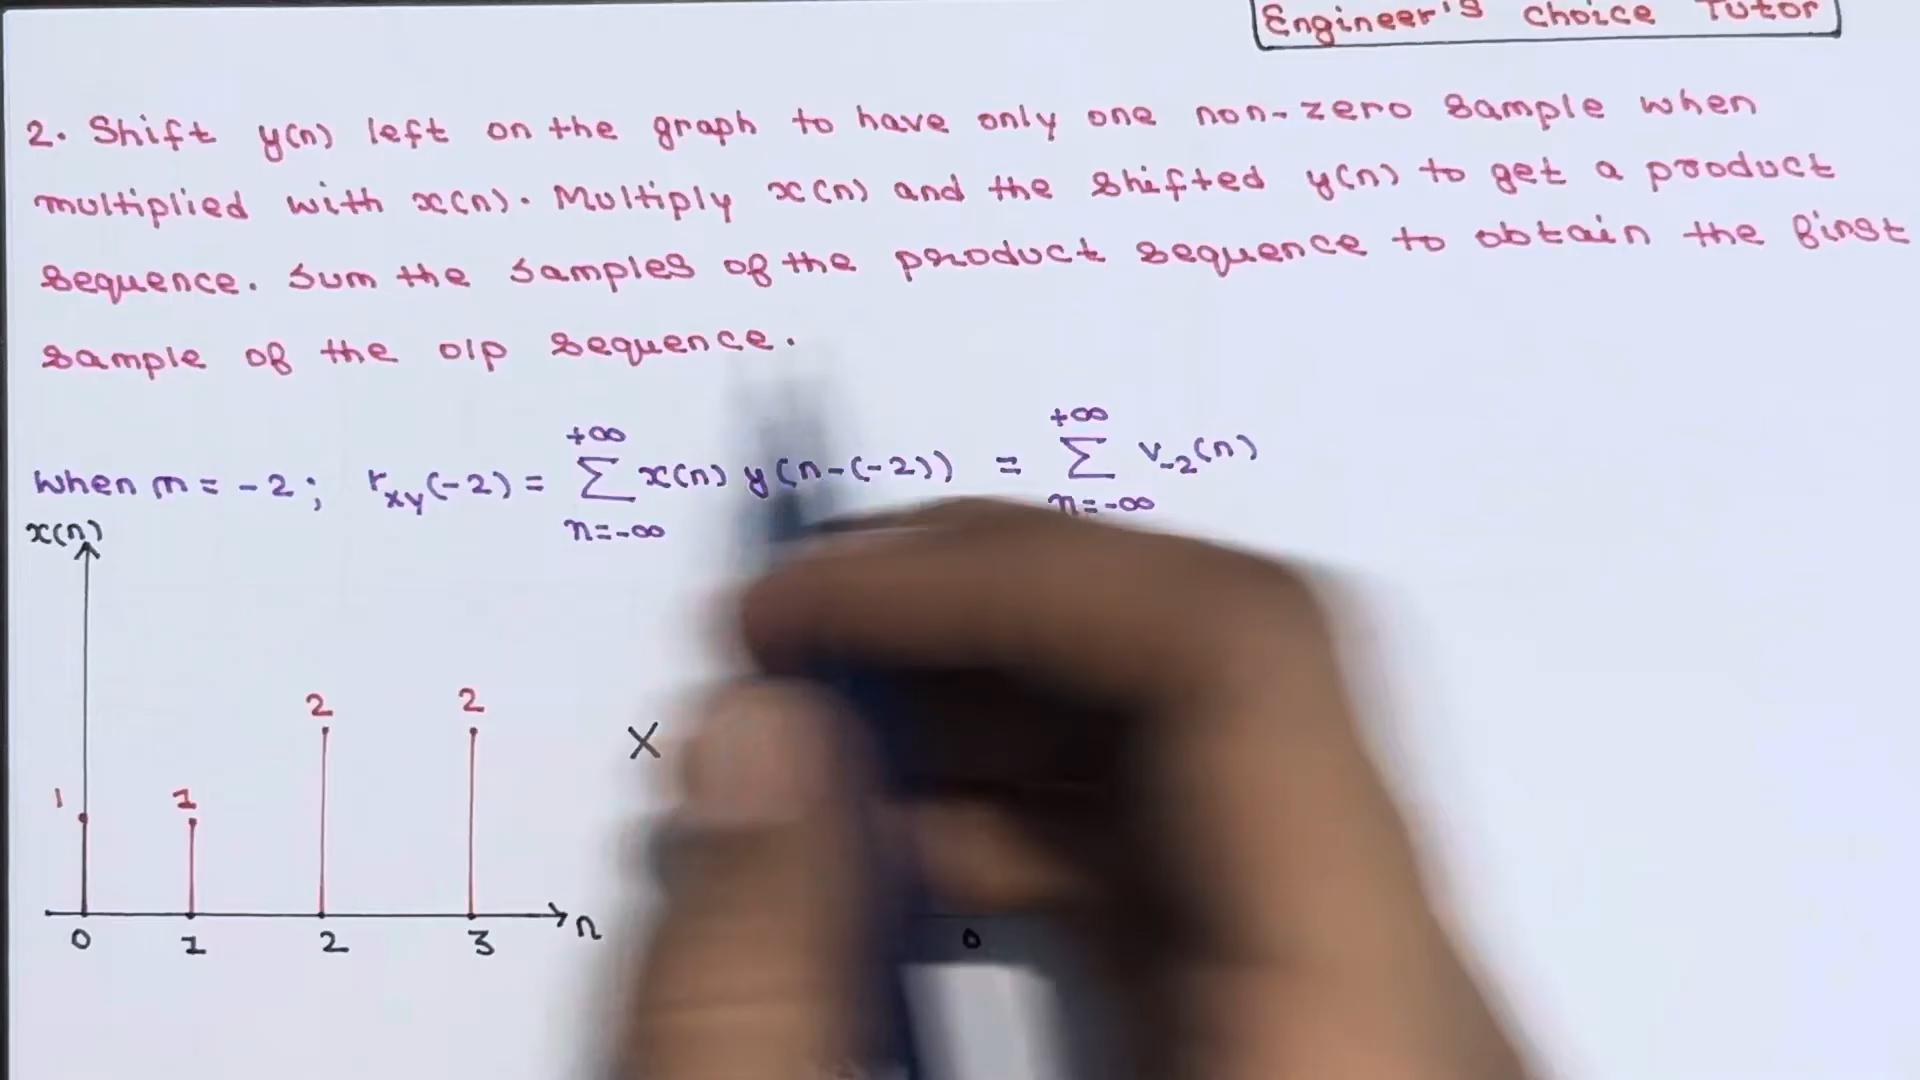 Engineer's Choice Tutor
2. Shift y(n) left on the graph to have only one non-zero sample when
multiplied with x(n). Multiply x(n) and the shifted y(n) to get a product
sequence. Sum the samples of the product sequence to obtain the first
sample of the o/p sequence.
when m = -2; rxy(-2) = +∞ Σ n=-∞ x(n) y(n-(-2)) = +∞ Σ n=-∞ v-2(n)
x(n)
2 2
X
1 1
n
0 1 2 3 0